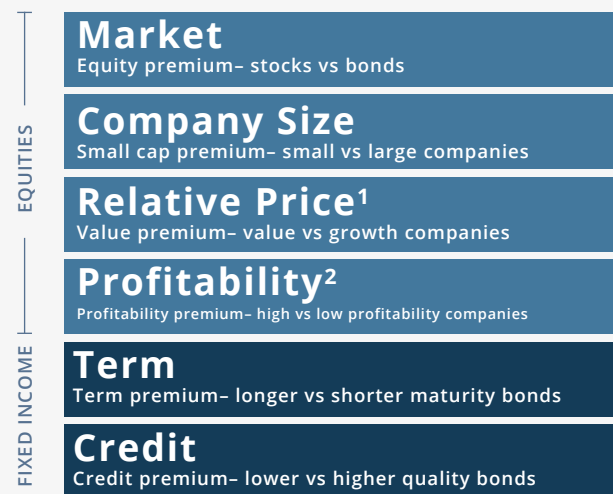 EQUITIES
Market
Equity premium– stocks vs bonds
Company Size
Small cap premium– small vs large companies
Relative Price¹
Value premium– value vs growth companies
Profitability²
Profitability premium– high vs low profitability companies
FIXED INCOME
Term
Term premium– longer vs shorter maturity bonds
Credit
Credit premium– lower vs higher quality bonds